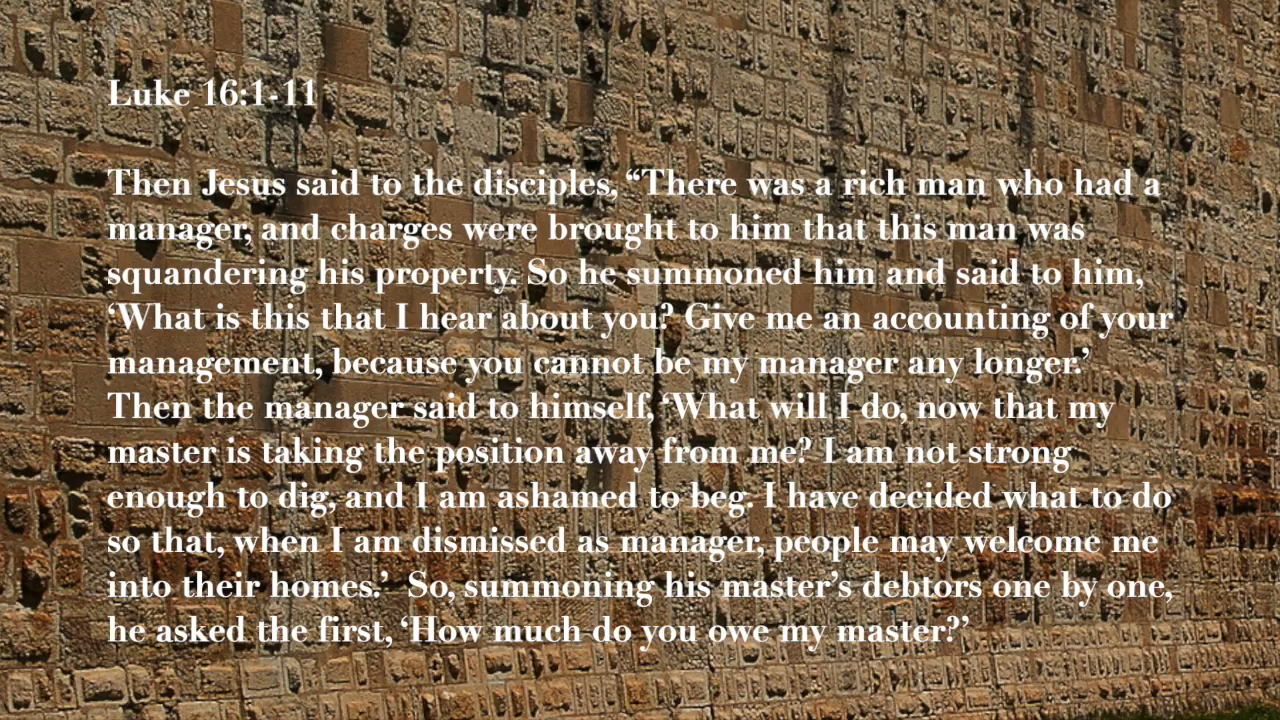 Luke 16:1-11
Then Jesus said to the disciples, “There was a rich man who had a
manager, and charges were brought to him that this man was
squandering his property. So he summoned him and said to him,
‘What is this that I hear about you? Give me an accounting of your
management, because you cannot be my manager any longer.’
Then the manager said to himself, ‘What will I do, now that my
master is taking the position away from me? I am not strong
enough to dig, and I am ashamed to beg. I have decided what to do
so that, when I am dismissed as manager, people may welcome me
into their homes.’  So, summoning his master’s debtors one by one,
he asked the first, ‘How much do you owe my master?’